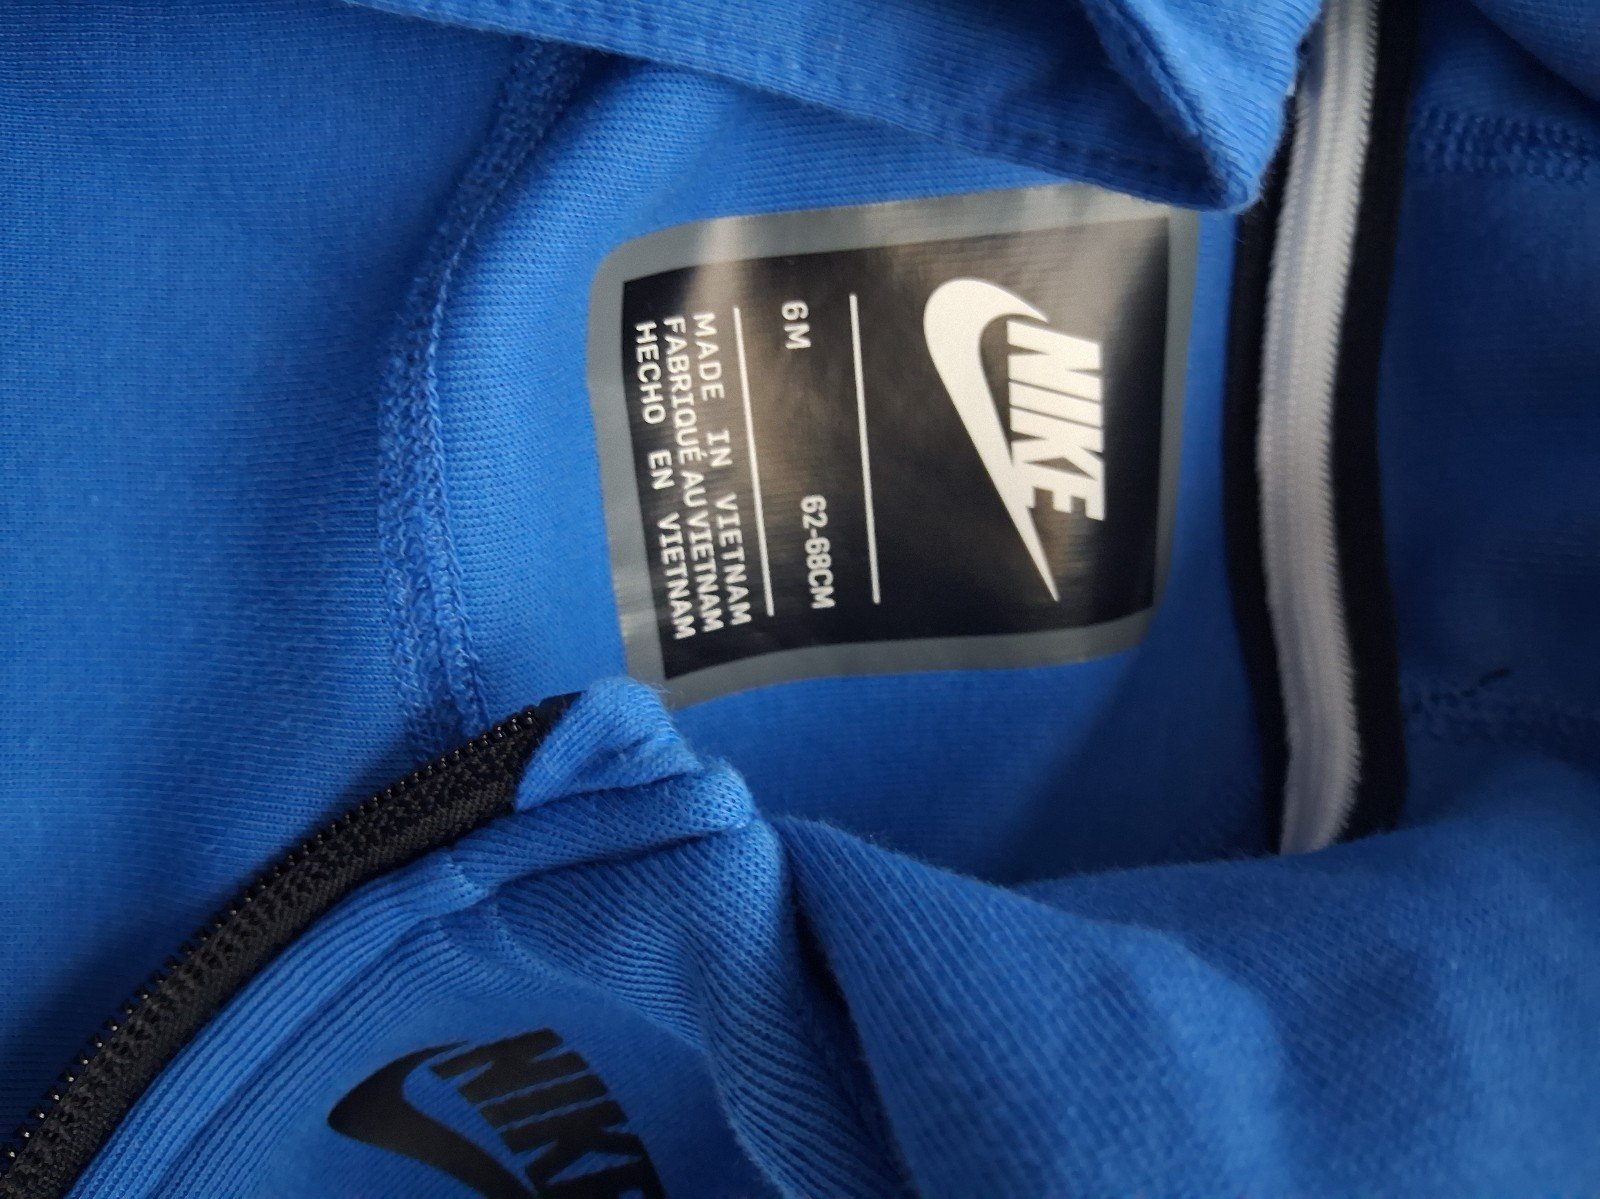 NIKE
6M 62-68CM
MADE IN VIETNAM
FABRIQUÉ AU VIETNAM
HECHO EN VIETNAM
NIKE